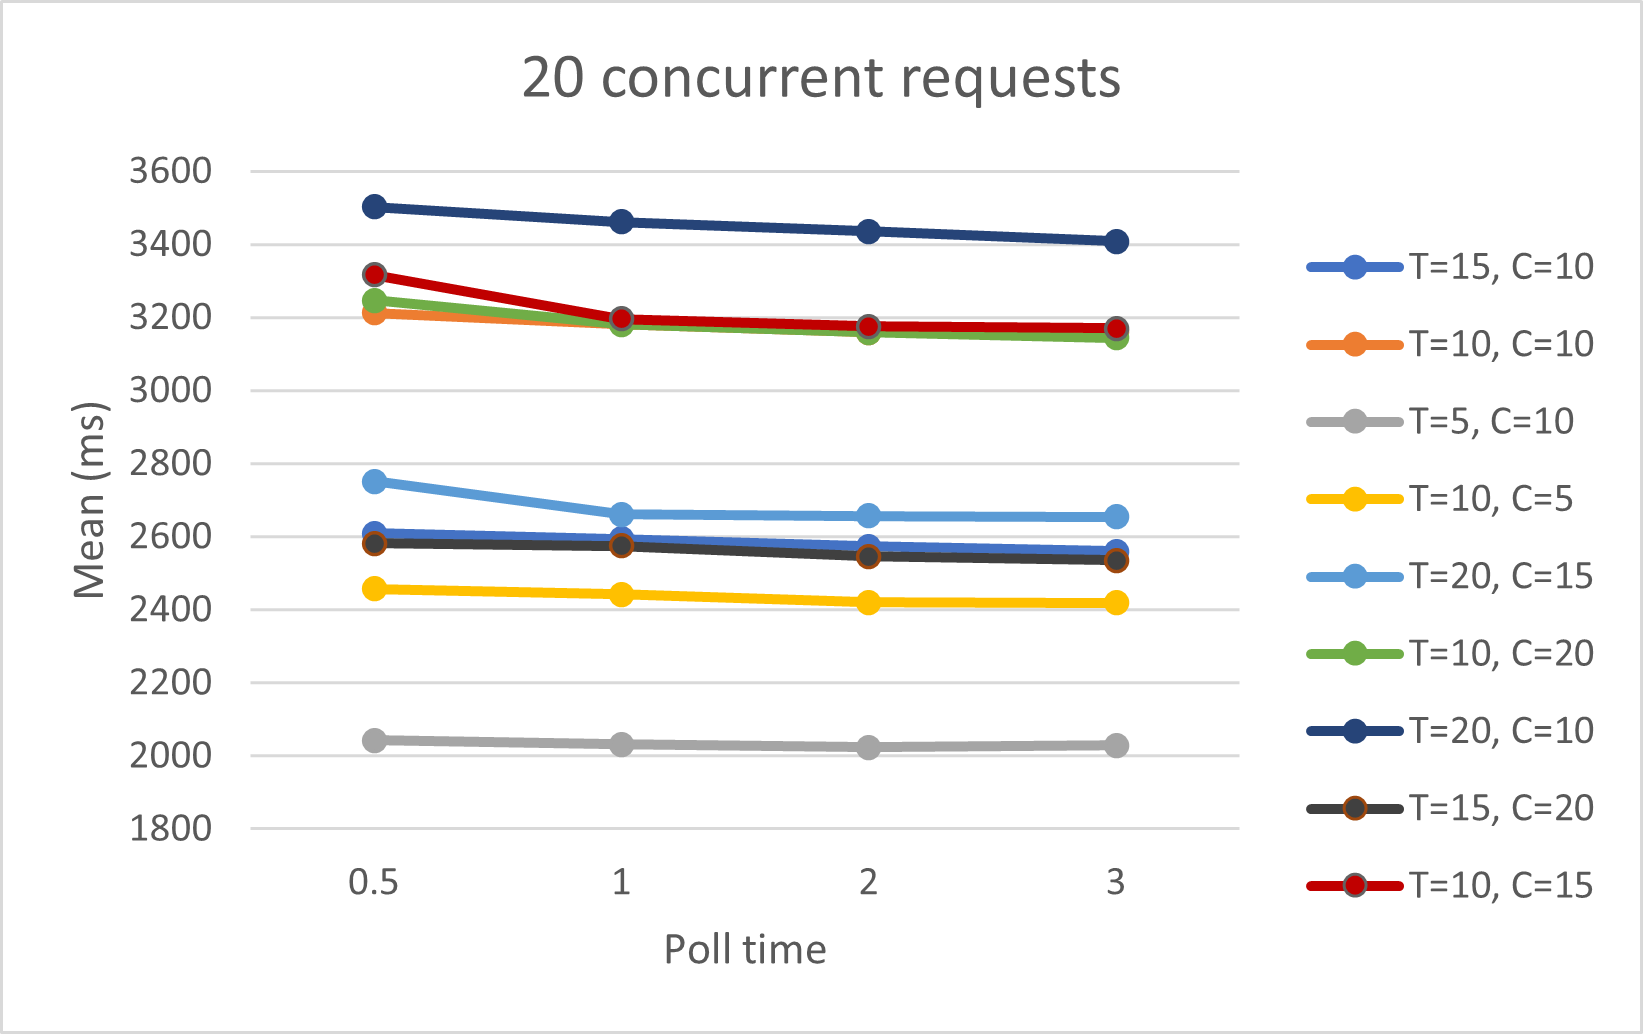 20 concurrent requests
3600
3400
3200
3000
2800
2600
2400
2200
2000
1800
Mean (ms)
0.5 1 2 3
Poll time
T=15, C=10
T=10, C=10
T=5, C=10
T=10, C=5
T=20, C=15
T=10, C=20
T=20, C=10
T=15, C=20
T=10, C=15